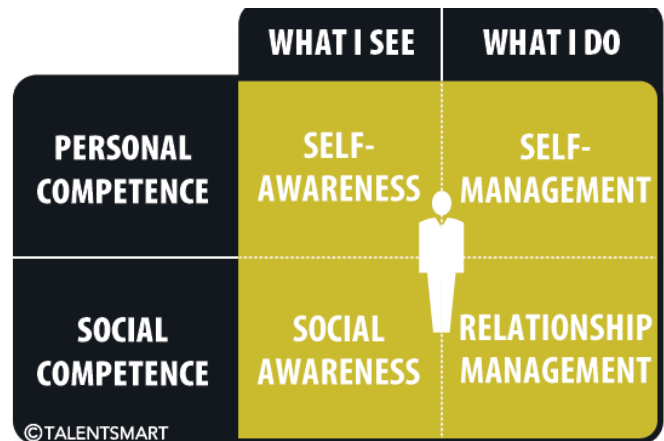 WHAT I SEE
WHAT I DO
PERSONAL
COMPETENCE
SELF-
AWARENESS
SELF-
MANAGEMENT
SOCIAL
COMPETENCE
SOCIAL
AWARENESS
RELATIONSHIP
MANAGEMENT
©TALENTSMART